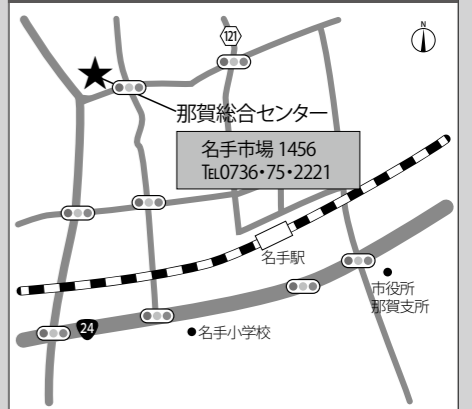 121
N
那賀総合センター
名手市場 1456
℡0736・75・2221
名手駅
市役所
那賀支所
24
名手小学校